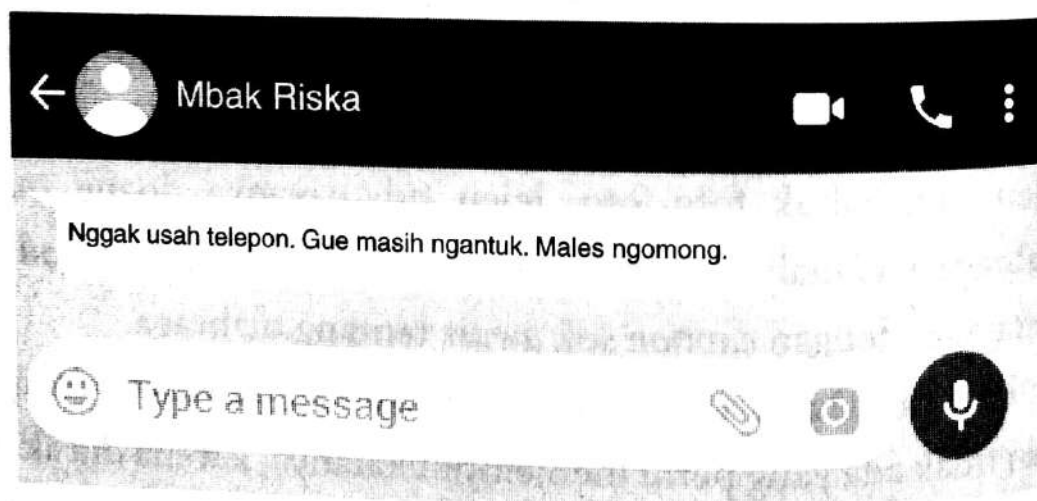 Mbak Riska
Nggak usah telepon. Gue masih ngantuk. Males ngomong.
Type a message